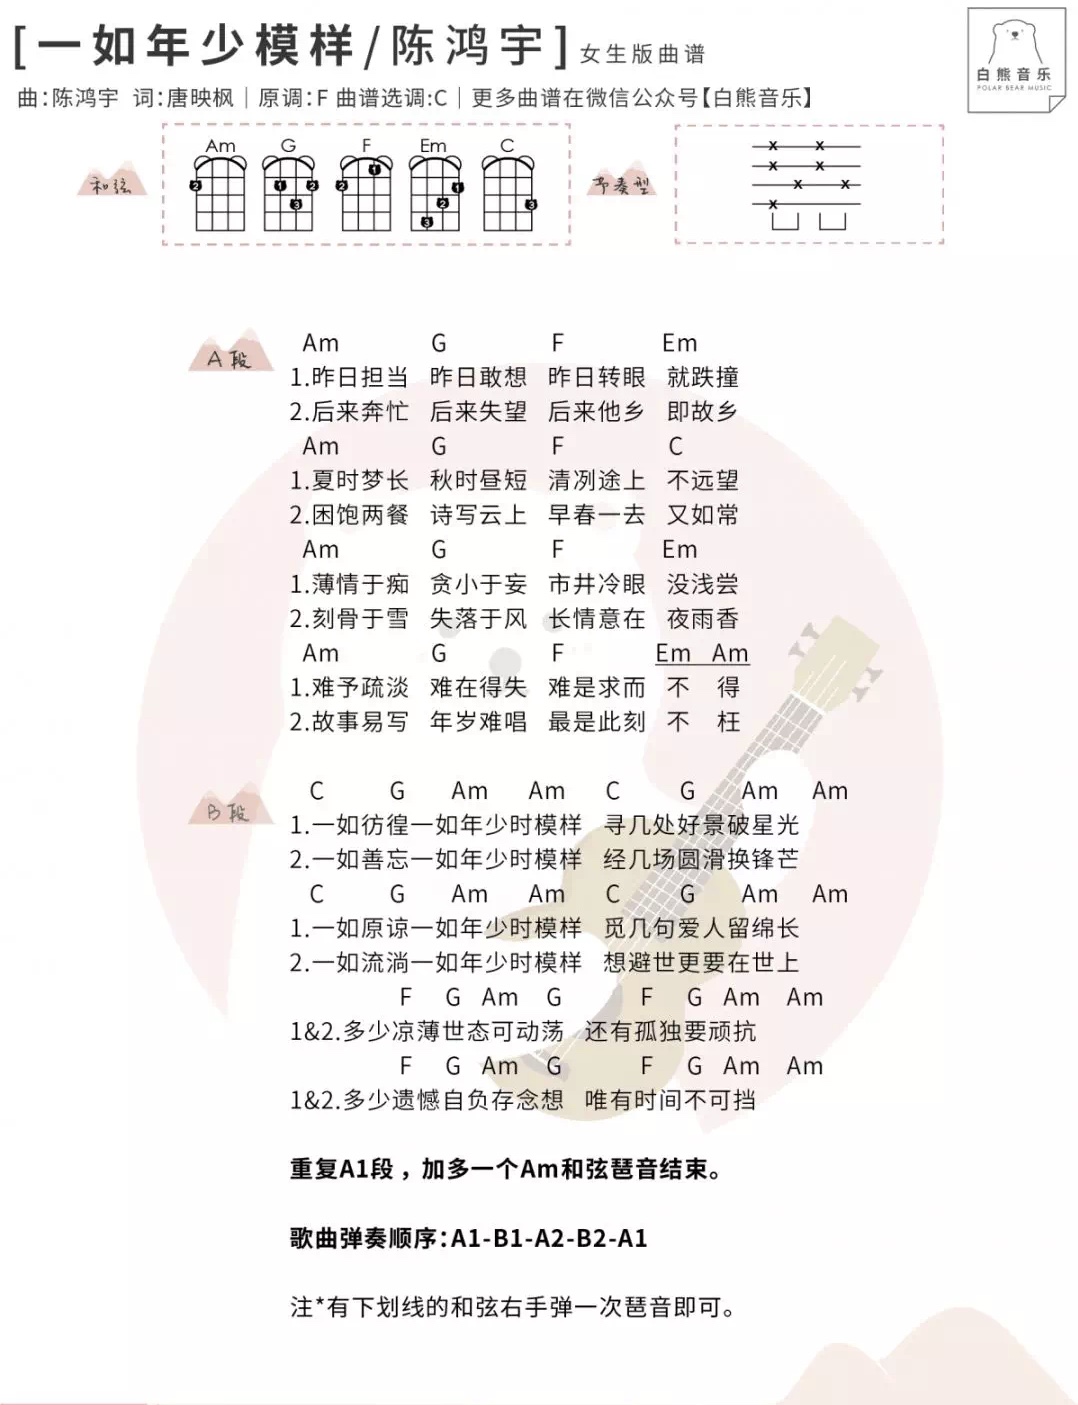 [一如年少模样/陈鸿宇] 女生版曲谱
白熊音乐
POLAR BEAR MUSIC
曲:陈鸿宇 词:唐映枫｜原调:F 曲谱选调:C｜更多曲谱在微信公众号【白熊音乐】
和弦
Am G F Em C
2 1 2 3 2 1 1 2 3 3
节奏型
x x
x x
x x
x
A段
Am G F Em
1.昨日担当 昨日敢想 昨日转眼 就跌撞
2.后来奔忙 后来失望 后来他乡 即故乡
Am G F C
1.夏时梦长 秋时昼短 清冽途上 不远望
2.困饱两餐 诗写云上 早春一去 又如常
Am G F Em
1.薄情于痴 贪小于妄 市井冷眼 没浅尝
2.刻骨于雪 失落于风 长情意在 夜雨香
Am G F Em Am
1.难予疏淡 难在得失 难是求而 不 得
2.故事易写 年岁难唱 最是此刻 不 枉
B段
C G Am Am C G Am Am
1.一如彷徨一如年少时模样 寻几处好景破星光
2.一如善忘一如年少时模样 经几场圆滑换锋芒
C G Am Am C G Am Am
1.一如原谅一如年少时模样 觅几句爱人留绵长
2.一如流淌一如年少时模样 想避世更要在世上
F G Am G F G Am Am
1&2.多少凉薄世态可动荡 还有孤独要顽抗
F G Am G F G Am Am
1&2.多少遗憾自负存念想 唯有时间不可挡
重复A1段，加多一个Am和弦琶音结束。
歌曲弹奏顺序:A1-B1-A2-B2-A1
注*有下划线的和弦右手弹一次琶音即可。